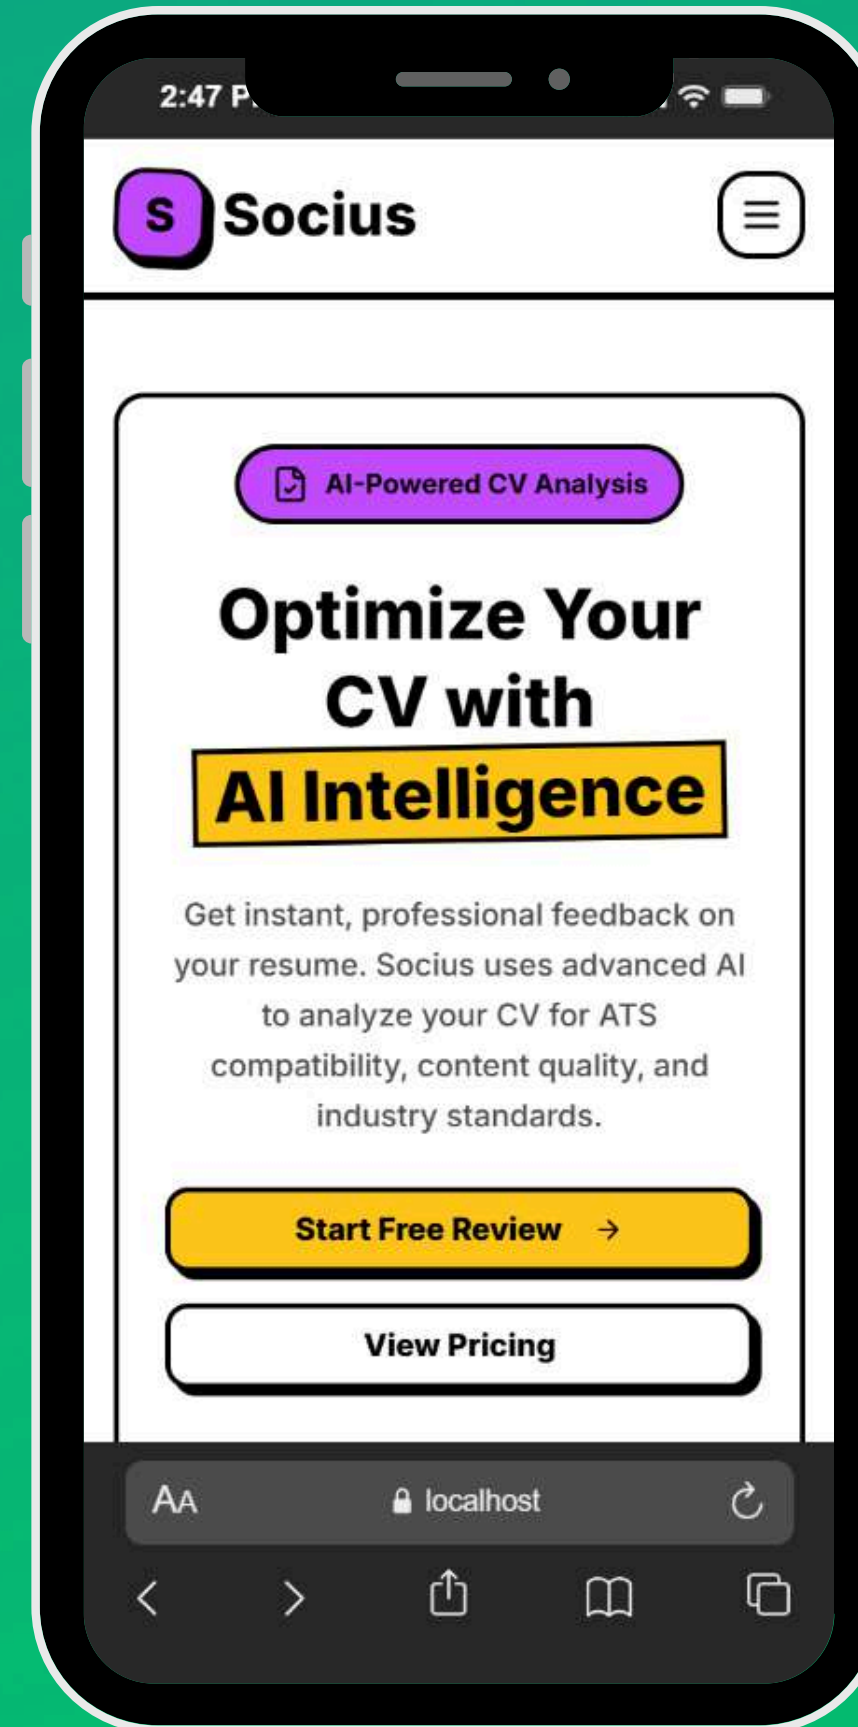 2:47 P
S Socius
AI-Powered CV Analysis
Optimize Your
CV with
AI Intelligence
Get instant, professional feedback on
your resume. Socius uses advanced AI
to analyze your CV for ATS
compatibility, content quality, and
industry standards.
Start Free Review →
View Pricing
AA localhost